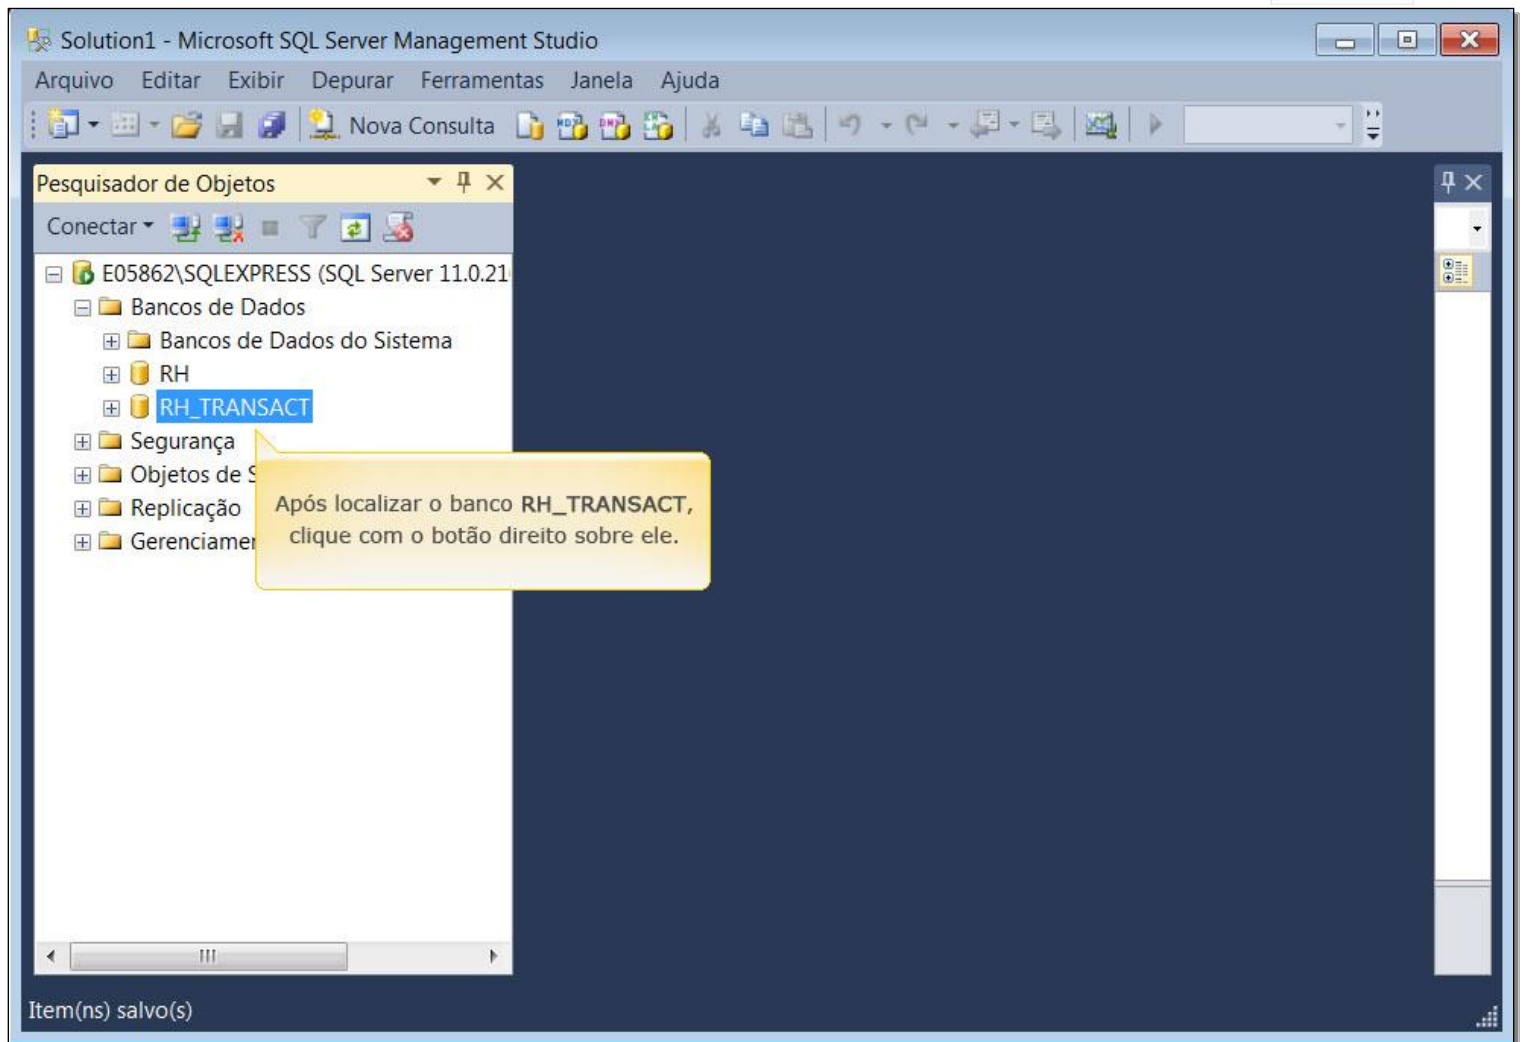 Solution1 - Microsoft SQL Server Management Studio
Arquivo Editar Exibir Depurar Ferramentas Janela Ajuda
Nova Consulta
Pesquisador de Objetos
Conectar
E05862\SQLEXPRESS (SQL Server 11.0.21
Bancos de Dados
Bancos de Dados do Sistema
RH
RH_TRANSACT
Segurança
Objetos de S
Replicação
Gerenciamen
Após localizar o banco RH_TRANSACT,
clique com o botão direito sobre ele.
Item(ns) salvo(s)